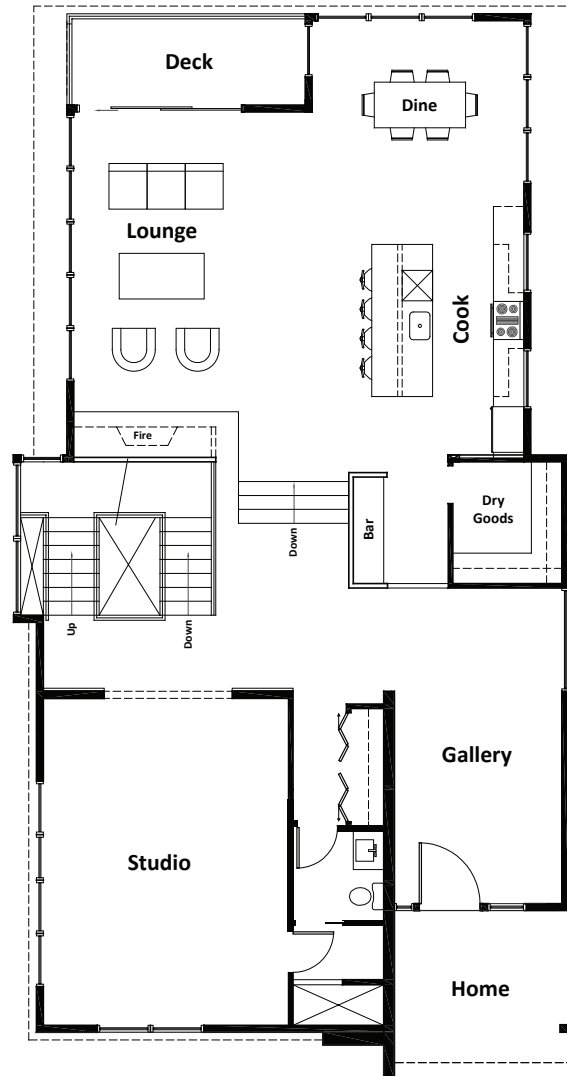 Deck
Dine
Lounge
Cook
Fire
Dry
Goods
Bar
Down
Up
Down
Gallery
Studio
Home